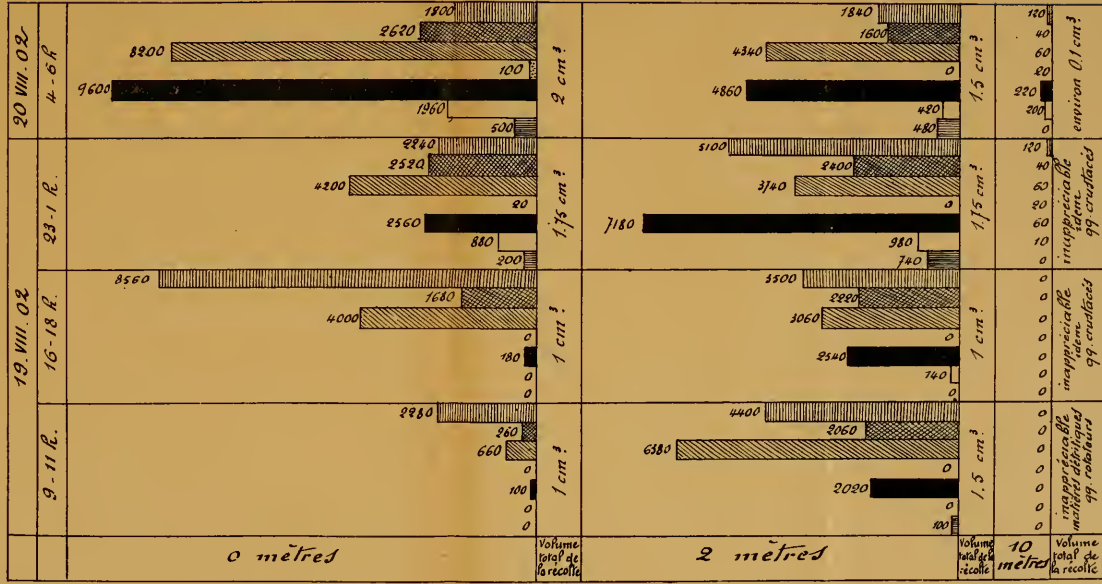 20 VIII. 02
4-6 h
1800
2620
8200
100
9600
1960
500
2 cm³
1840
1600
4340
0
4860
420
480
1.5 cm³
120
40
60
20
220
200
0
environ 0.1 cm³
19. VIII. 02
23-1 h.
2240
2520
4200
20
2560
880
200
1.75 cm³
5100
2400
3740
0
7180
980
740
1.75 cm³
120
40
60
20
60
10
0
inappréciable
idem
qq. crustacés
16-18 h.
8560
1680
4000
0
180
0
0
1 cm³
3500
2220
3060
0
2540
140
0
1 cm³
0
0
0
0
0
0
0
inappréciable
idem
qq. crustacés
9-11 h.
2280
260
660
0
100
0
0
1 cm³
4400
2060
6380
0
2020
0
100
1.5 cm³
0
0
0
0
0
0
0
inappréciable
matières détritiques
qq. rotateurs
0 mètres
Volume
total de
la récolte
2 mètres
Volume
total de la
récolte
10
mètres
Volume
total de
la récolte